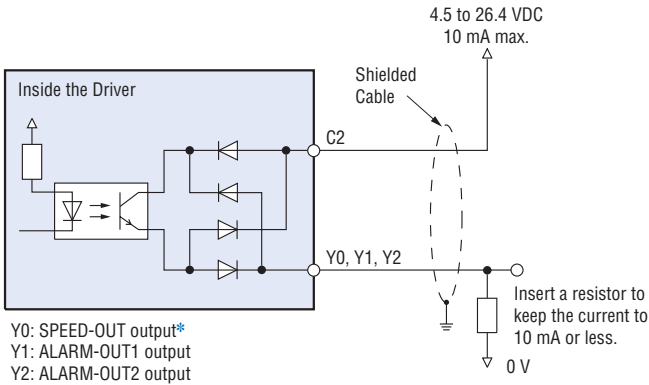 4.5 to 26.4 VDC
10 mA max.
Inside the Driver
Shielded
Cable
C2
Y0, Y1, Y2
Insert a resistor to
keep the current to
10 mA or less.
0 V
Y0: SPEED-OUT output*
Y1: ALARM-OUT1 output
Y2: ALARM-OUT2 output